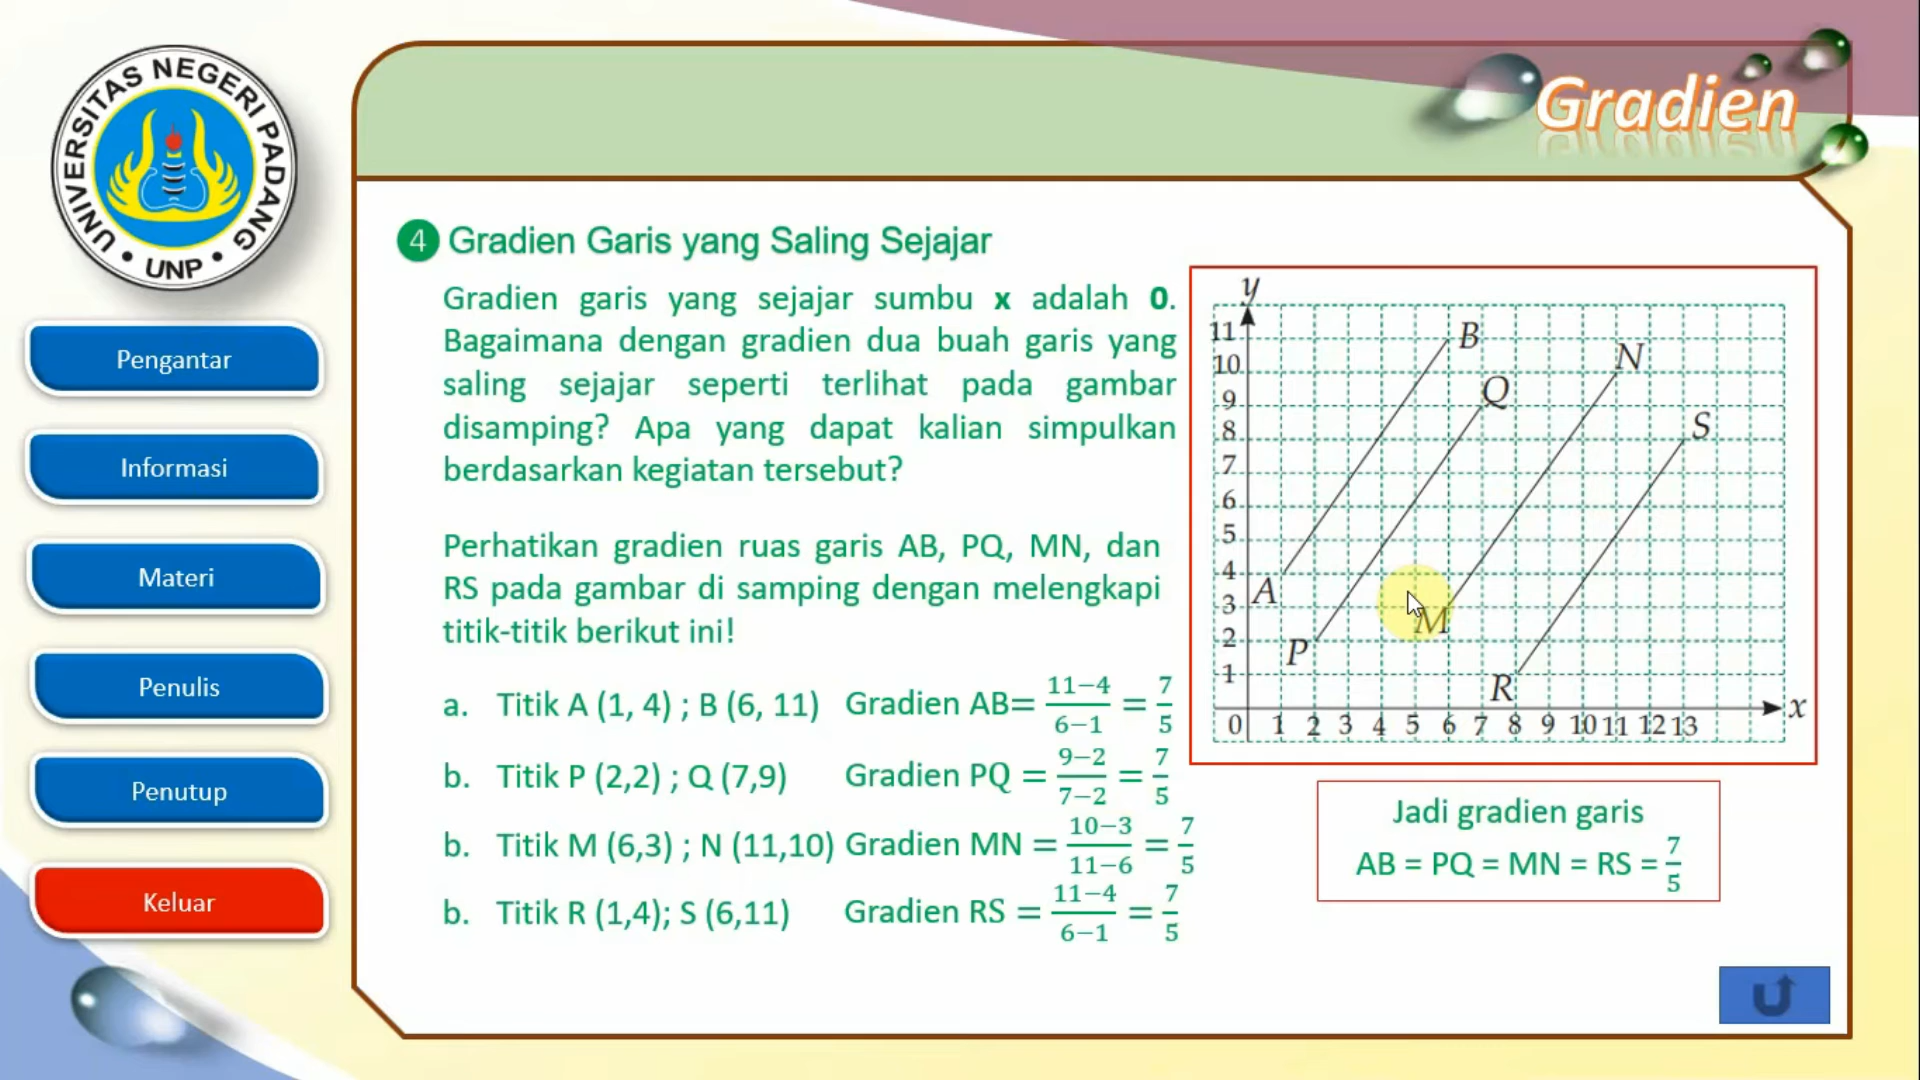 UNIVERSITAS NEGERI PADANG
• UNP •
Gradien
Pengantar
Informasi
Materi
Penulis
Penutup
Keluar
4 Gradien Garis yang Saling Sejajar
Gradien garis yang sejajar sumbu x adalah 0.
Bagaimana dengan gradien dua buah garis yang
saling sejajar seperti terlihat pada gambar
disamping? Apa yang dapat kalian simpulkan
berdasarkan kegiatan tersebut?
Perhatikan gradien ruas garis AB, PQ, MN, dan
RS pada gambar di samping dengan melengkapi
titik-titik berikut ini!
a. Titik A (1, 4) ; B (6, 11) Gradien AB= 11−4/6−1 = 7/5
b. Titik P (2,2) ; Q (7,9) Gradien PQ = 9−2/7−2 = 7/5
b. Titik M (6,3) ; N (11,10) Gradien MN = 10−3/11−6 = 7/5
b. Titik R (1,4); S (6,11) Gradien RS = 11−4/6−1 = 7/5
y
11
10
9
8
7
6
5
4
3
2
1
B
N
Q
S
A
M
P
R
x
0 1 2 3 4 5 6 7 8 9 10 11 12 13
Jadi gradien garis
AB = PQ = MN = RS = 7/5